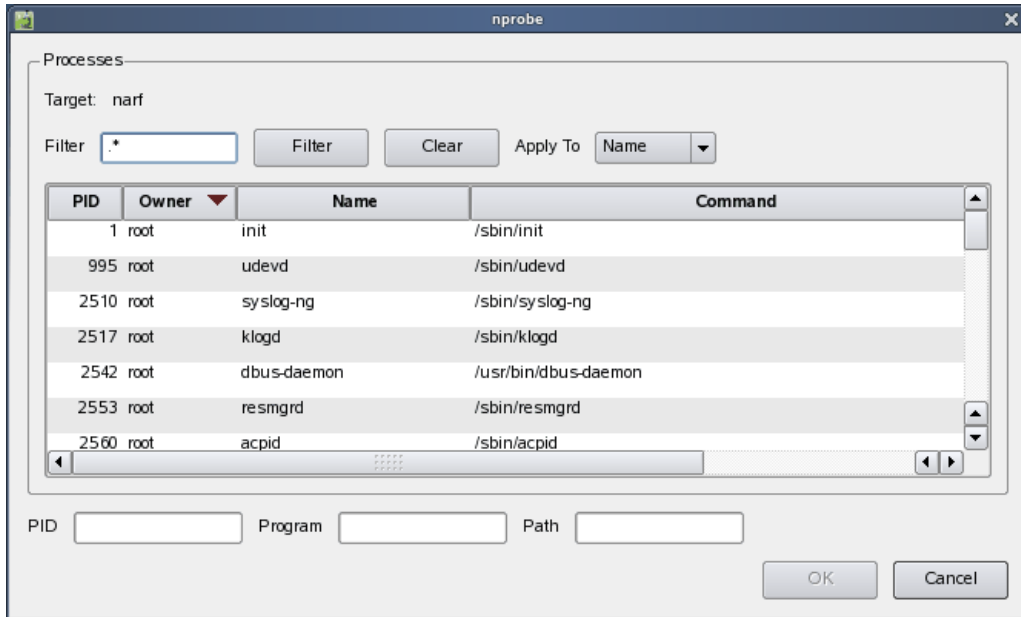 nprobe
Processes
Target: narf
Filter .* Filter Clear Apply To Name
PID Owner Name Command
1 root init /sbin/init
995 root udevd /sbin/udevd
2510 root syslog-ng /sbin/syslog-ng
2517 root klogd /sbin/klogd
2542 root dbus-daemon /usr/bin/dbus-daemon
2553 root resmgrd /sbin/resmgrd
2560 root acpid /sbin/acpid
PID Program Path
OK Cancel